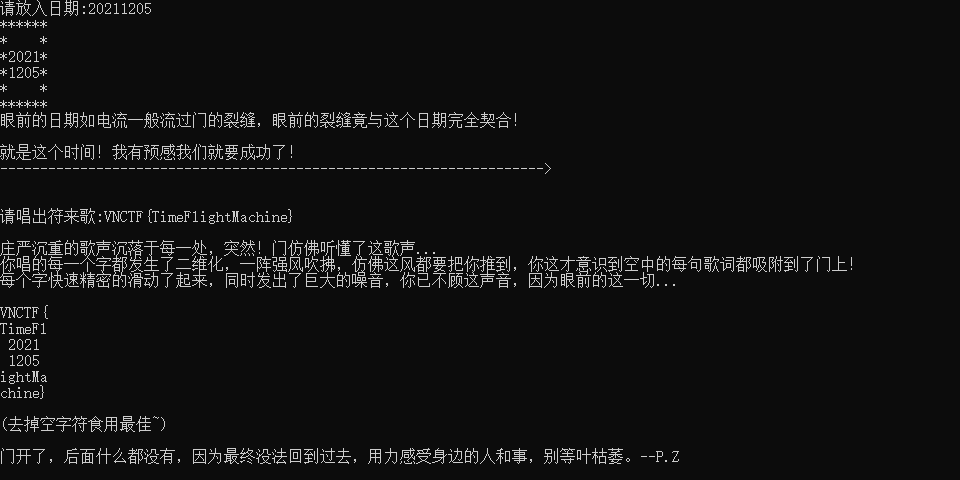 请放入日期:20211205
******
*    *
*2021*
*1205*
*    *
******
眼前的日期如电流一般流过门的裂缝，眼前的裂缝竟与这个日期完全契合！
就是这个时间！我有预感我们就要成功了！
-------------------------------------------------------------------->
请唱出符来歌:VNCTF{TimeFlightMachine}
庄严沉重的歌声沉落于每一处，突然！门仿佛听懂了这歌声...
你唱的每一个字都发生了二维化，一阵强风吹拂，仿佛这风都要把你推到，你这才意识到空中的每句歌词都吸附到了门上！
每个字快速精密的滑动了起来，同时发出了巨大的噪音，你已不顾这声音，因为眼前的这一切...
VNCTF{
TimeFl
 2021
 1205
ightMa
chine}
(去掉空字符食用最佳~)
门开了，后面什么都没有，因为最终没法回到过去，用力感受身边的人和事，别等叶枯萎。--P.Z